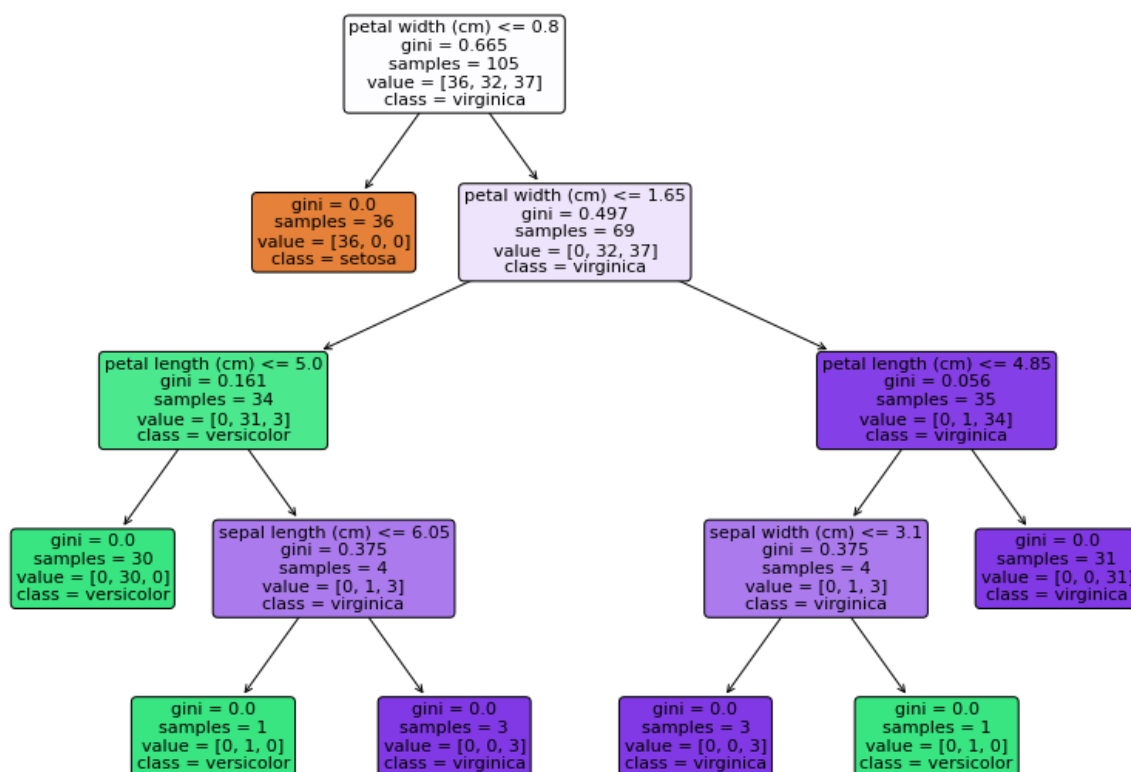 petal width (cm) <= 0.8
gini = 0.665
samples = 105
value = [36, 32, 37]
class = virginica
gini = 0.0
samples = 36
value = [36, 0, 0]
class = setosa
petal width (cm) <= 1.65
gini = 0.497
samples = 69
value = [0, 32, 37]
class = virginica
petal length (cm) <= 5.0
gini = 0.161
samples = 34
value = [0, 31, 3]
class = versicolor
petal length (cm) <= 4.85
gini = 0.056
samples = 35
value = [0, 1, 34]
class = virginica
gini = 0.0
samples = 30
value = [0, 30, 0]
class = versicolor
sepal length (cm) <= 6.05
gini = 0.375
samples = 4
value = [0, 1, 3]
class = virginica
sepal width (cm) <= 3.1
gini = 0.375
samples = 4
value = [0, 1, 3]
class = virginica
gini = 0.0
samples = 31
value = [0, 0, 31]
class = virginica
gini = 0.0
samples = 1
value = [0, 1, 0]
class = versicolor
gini = 0.0
samples = 3
value = [0, 0, 3]
class = virginica
gini = 0.0
samples = 3
value = [0, 0, 3]
class = virginica
gini = 0.0
samples = 1
value = [0, 1, 0]
class = versicolor